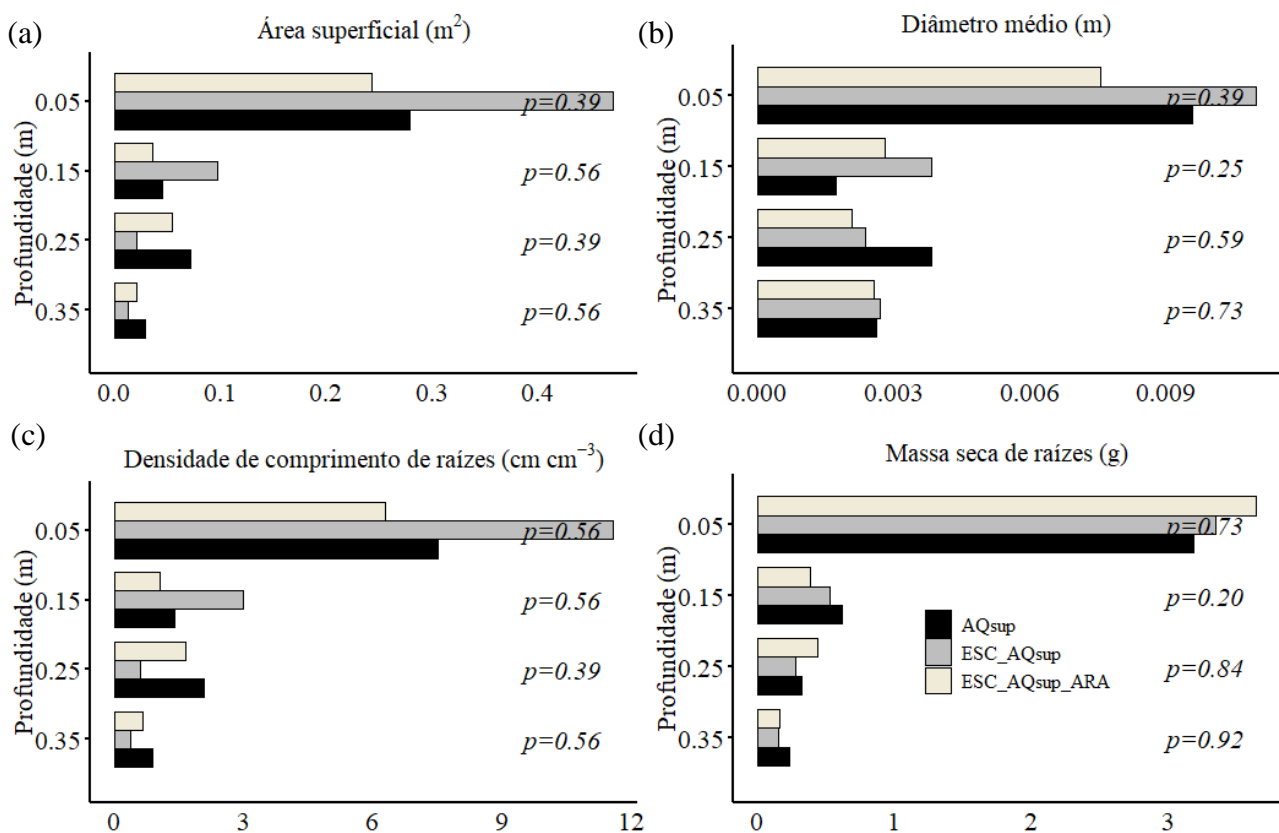 (a)
Área superficial (m²)
Profundidade (m)
0.05
0.15
0.25
0.35
p=0.39
p=0.56
p=0.39
p=0.56
0.0
0.1
0.2
0.3
0.4
(b)
Diâmetro médio (m)
Profundidade (m)
0.05
0.15
0.25
0.35
p=0.39
p=0.25
p=0.59
p=0.73
0.000
0.003
0.006
0.009
(c)
Densidade de comprimento de raízes (cm cm⁻³)
Profundidade (m)
0.05
0.15
0.25
0.35
p=0.56
p=0.56
p=0.39
p=0.56
0
3
6
9
12
(d)
Massa seca de raízes (g)
Profundidade (m)
0.05
0.15
0.25
0.35
p=0.73
p=0.20
p=0.84
p=0.92
AQsup
ESC_AQsup
ESC_AQsup_ARA
0
1
2
3